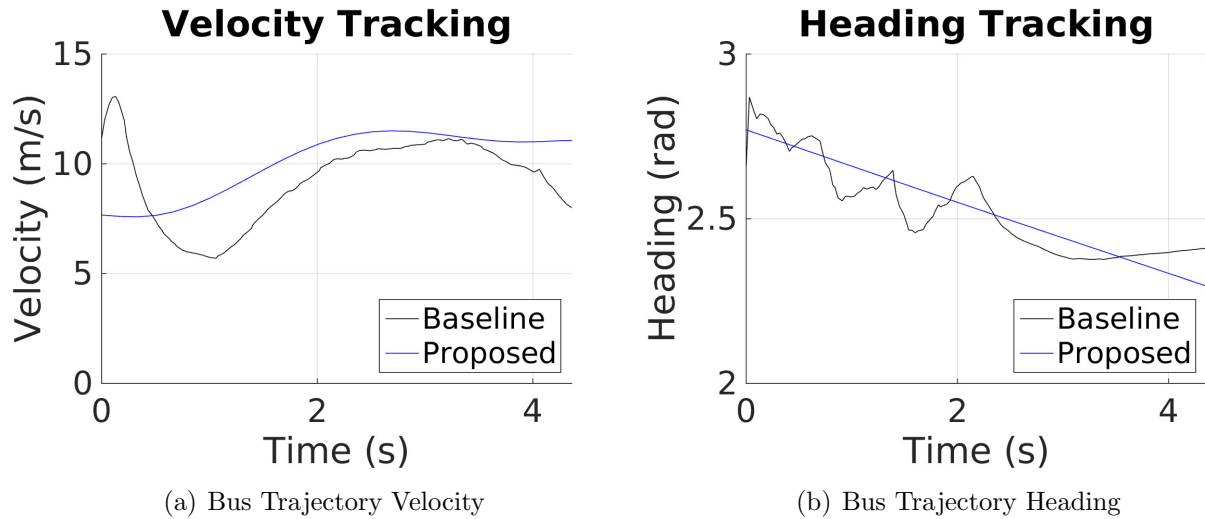 Velocity Tracking
15
10
5
0
Velocity (m/s)
0 2 4
Time (s)
Baseline
Proposed
(a) Bus Trajectory Velocity
Heading Tracking
3
2.5
2
Heading (rad)
0 2 4
Time (s)
Baseline
Proposed
(b) Bus Trajectory Heading